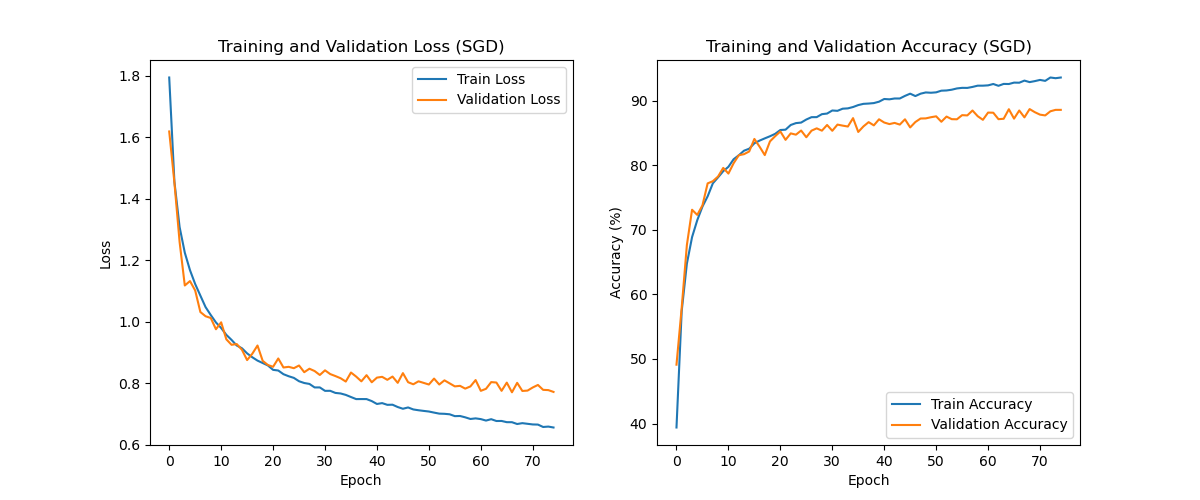 Training and Validation Loss (SGD)
Train Loss
Validation Loss
1.8
1.6
1.4
1.2
1.0
0.8
0.6
Loss
0 10 20 30 40 50 60 70
Epoch
Training and Validation Accuracy (SGD)
90
80
70
60
50
40
Accuracy (%)
Train Accuracy
Validation Accuracy
0 10 20 30 40 50 60 70
Epoch